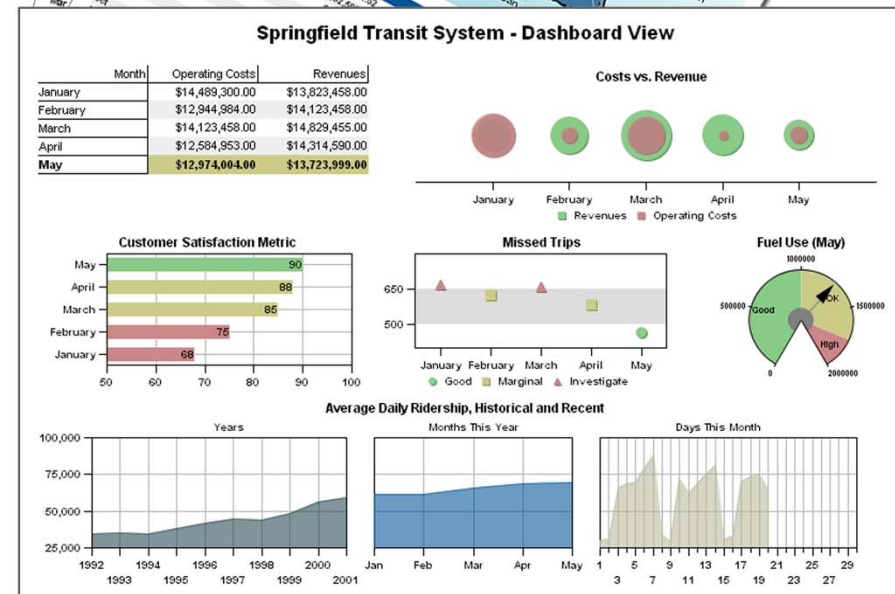 Springfield Transit System - Dashboard View
Month Operating Costs Revenues
January $14,489,300.00 $13,823,458.00
February $12,944,984.00 $14,123,458.00
March $14,123,458.00 $14,829,455.00
April $12,584,953.00 $14,314,590.00
May $12,974,004.00 $13,723,999.00
Costs vs. Revenue
January February March April May
Revenues Operating Costs
Customer Satisfaction Metric
May 90
April 88
March 85
February 75
January 68
50 60 70 80 90 100
Missed Trips
650
500
January February March April May
Good Marginal Investigate
Fuel Use (May)
1000000
500000 Good OK 1500000
High
0 2000000
Average Daily Ridership, Historical and Recent
Years Months This Year Days This Month
100,000
75,000
50,000
25,000
1992 1994 1996 1998 2000
1993 1995 1997 1999 2001
Jan Feb Mar Apr May
1 5 9 13 17 21 25 29
3 7 11 15 19 23 27